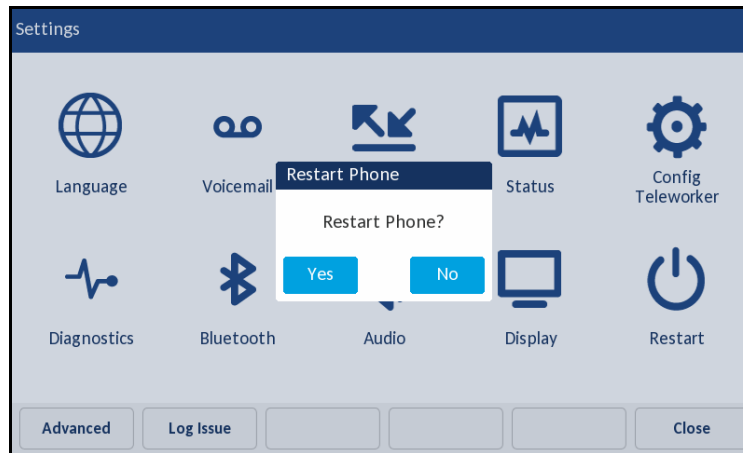 Settings
Language
Voicemail
Status
Config
Teleworker
Restart Phone
Restart Phone?
Yes
No
Diagnostics
Bluetooth
Audio
Display
Restart
Advanced
Log Issue
Close